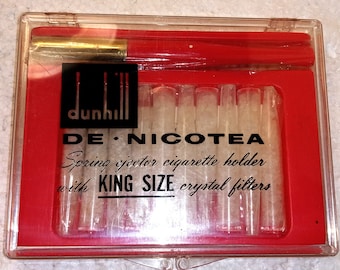 dunhill
DE·NICOTEA
Spring ejector cigarette holder
with KING SIZE crystal filters